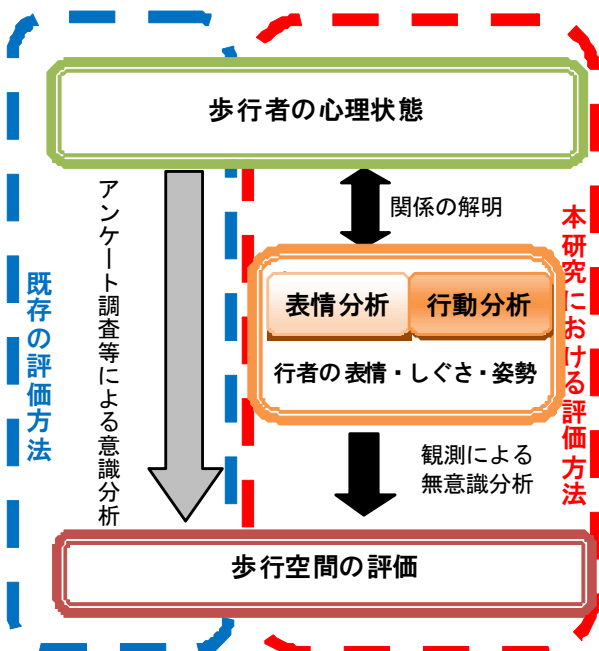 歩行者の心理状態
アンケート調査等による意識分析
関係の解明
既存の評価方法
本研究における評価方法
表情分析
行動分析
行者の表情・しぐさ・姿勢
観測による
無意識分析
歩行空間の評価